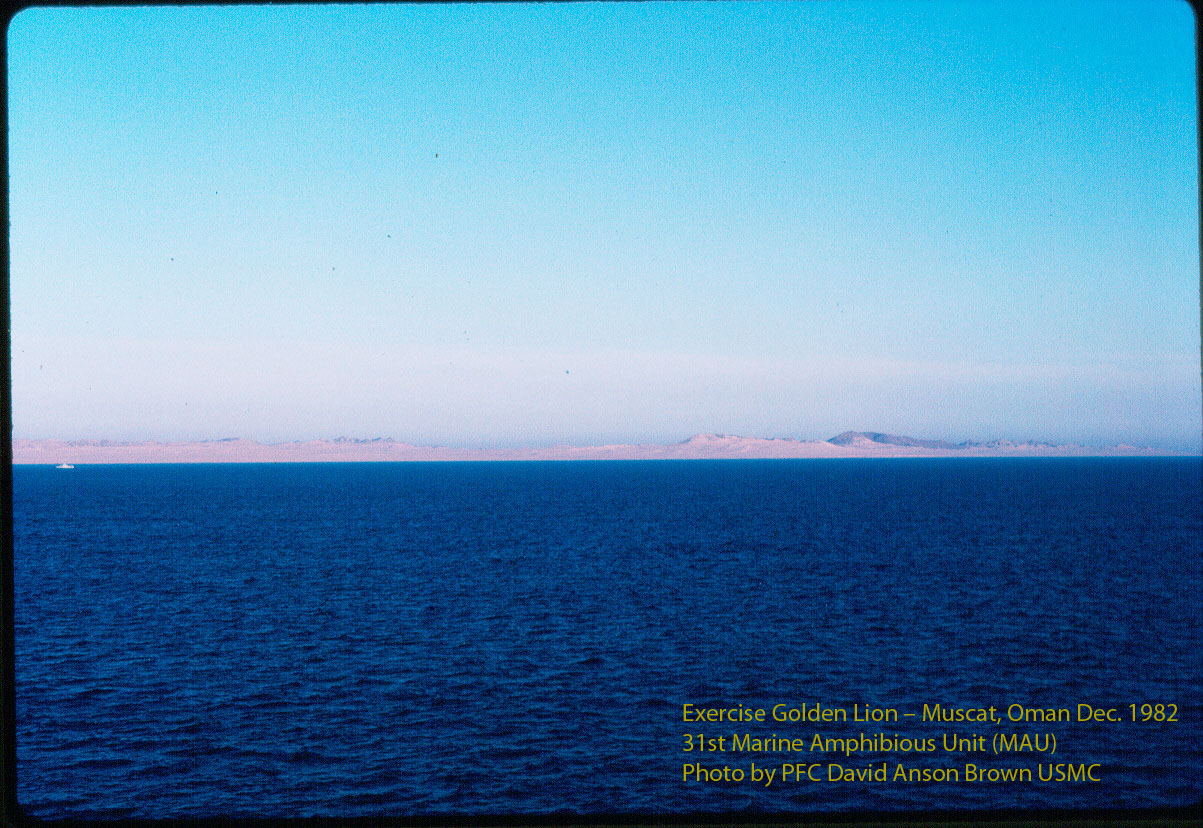 Exercise Golden Lion – Muscat, Oman Dec. 1982
31st Marine Amphibious Unit (MAU)
Photo by PFC David Anson Brown USMC